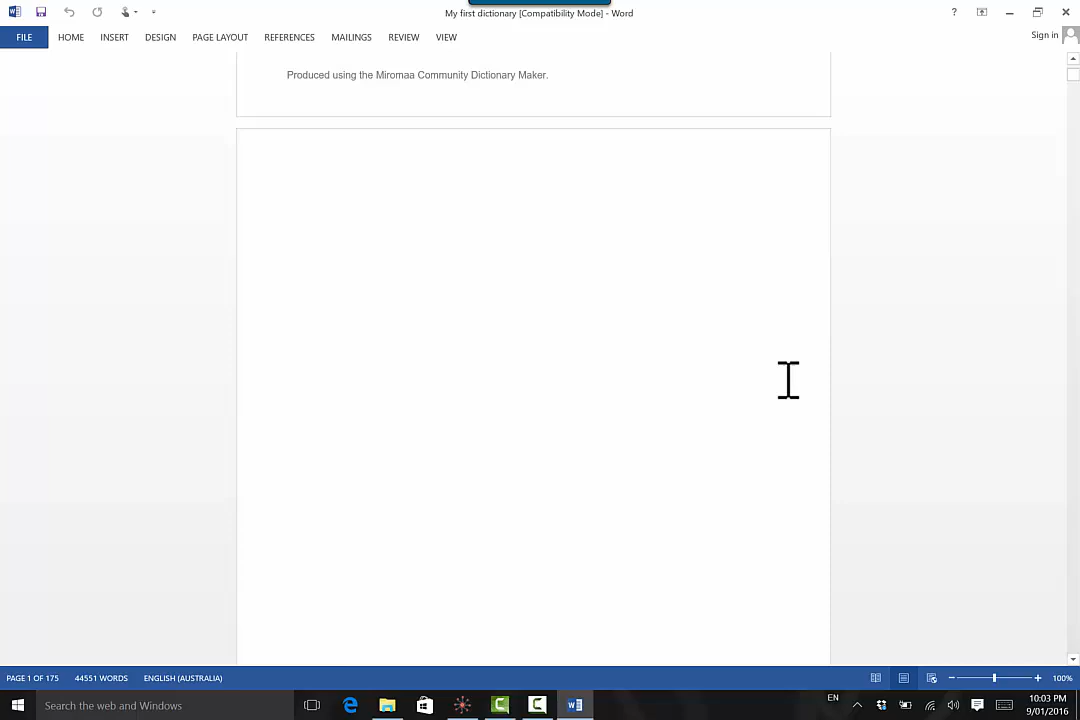 My first dictionary [Compatibility Mode] - Word
?
FILE
HOME
INSERT
DESIGN
PAGE LAYOUT
REFERENCES
MAILINGS
REVIEW
VIEW
Sign in
Produced using the Miromaa Community Dictionary Maker.
PAGE 1 OF 175
44551 WORDS
ENGLISH (AUSTRALIA)
100%
Search the web and Windows
EN
10:03 PM
9/01/2016